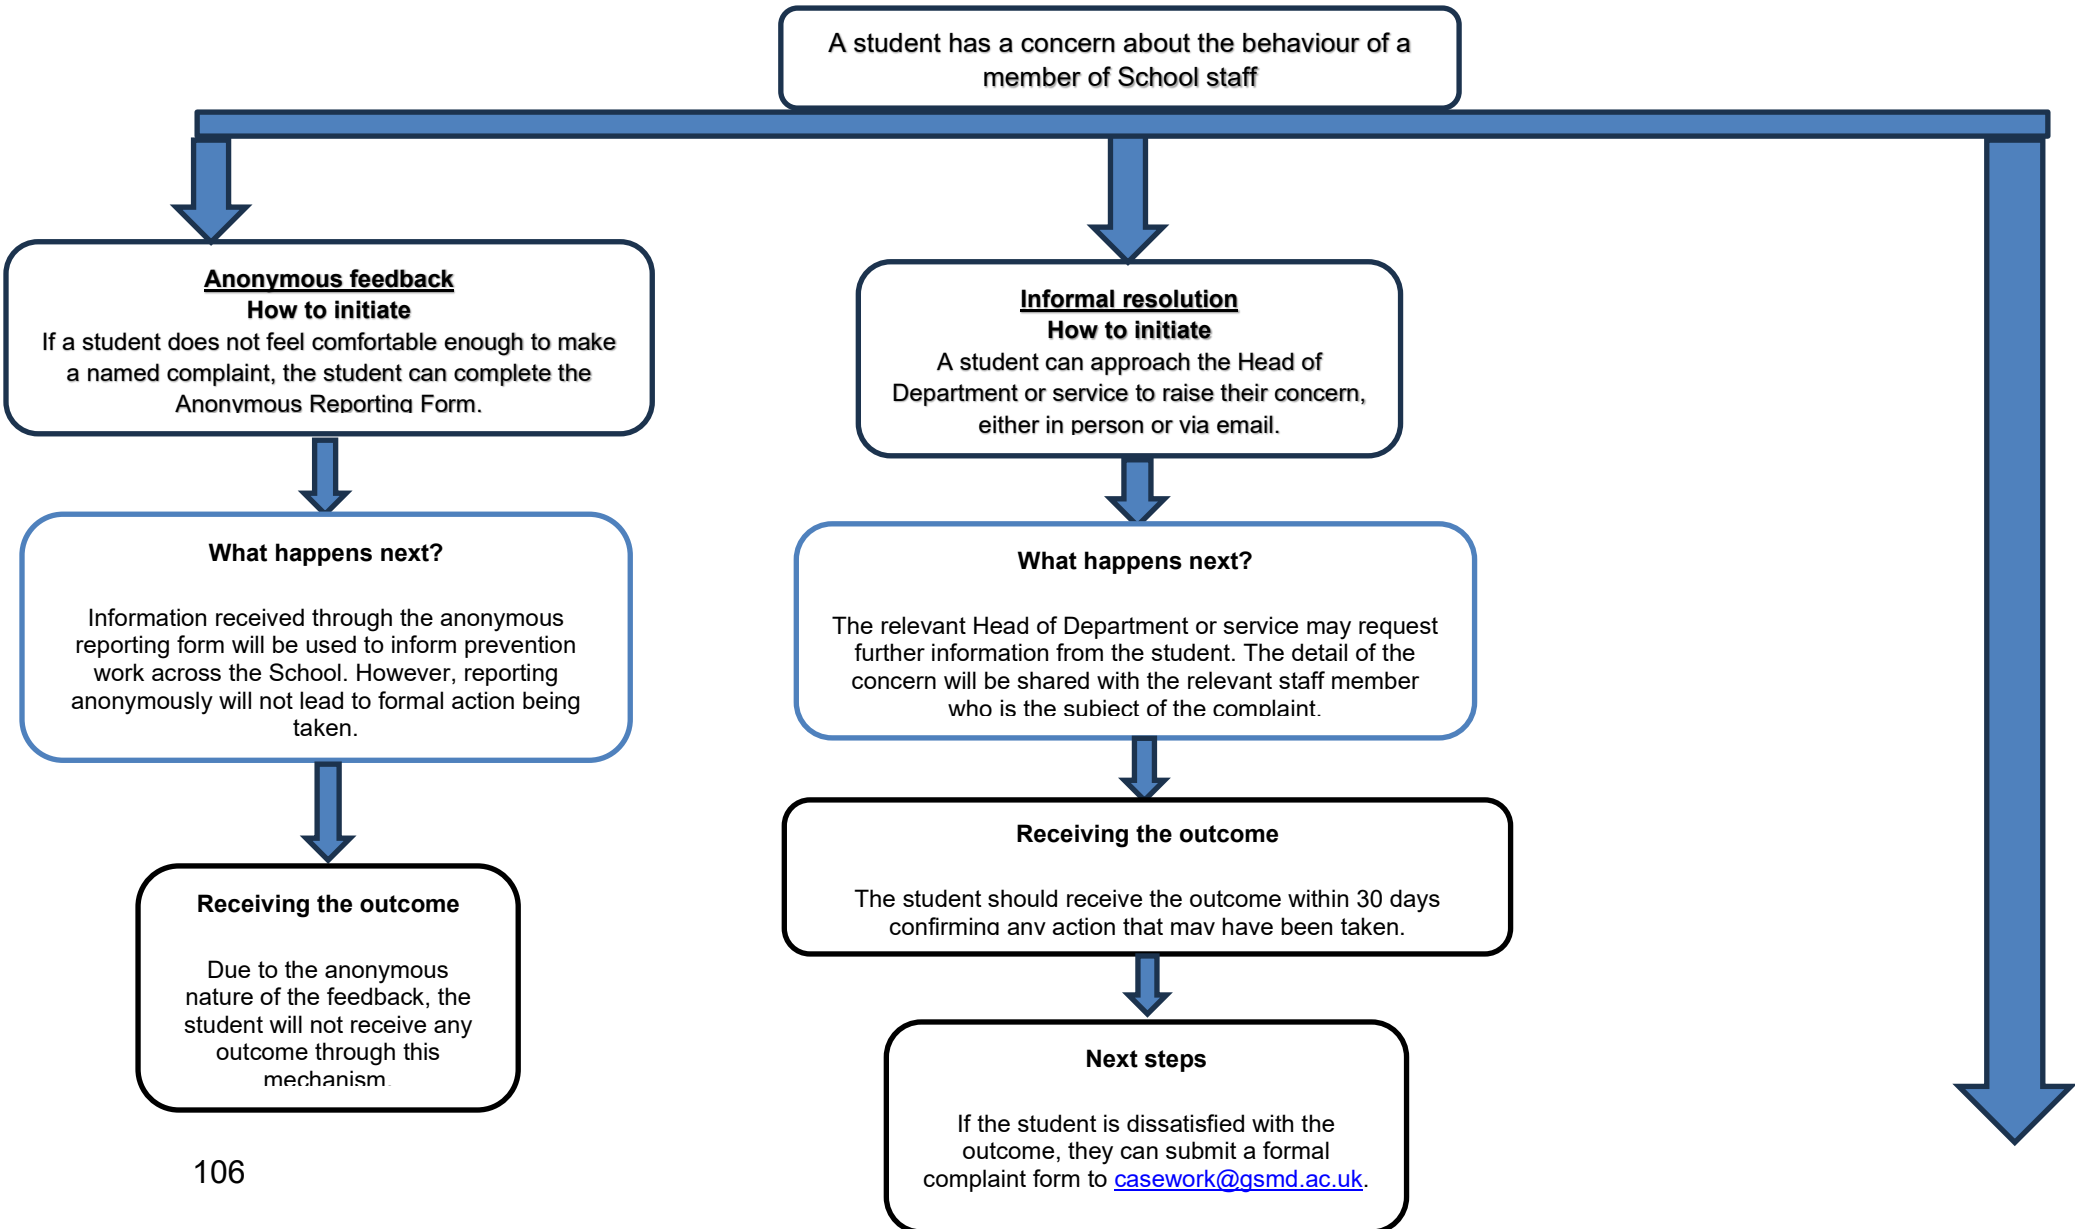 A student has a concern about the behaviour of a
member of School staff
Anonymous feedback
How to initiate
If a student does not feel comfortable enough to make
a named complaint, the student can complete the
Anonymous Reporting Form.
What happens next?
Information received through the anonymous
reporting form will be used to inform prevention
work across the School. However, reporting
anonymously will not lead to formal action being
taken.
Receiving the outcome
Due to the anonymous
nature of the feedback, the
student will not receive any
outcome through this
mechanism.
Informal resolution
How to initiate
A student can approach the Head of
Department or service to raise their concern,
either in person or via email.
What happens next?
The relevant Head of Department or service may request
further information from the student. The detail of the
concern will be shared with the relevant staff member
who is the subject of the complaint.
Receiving the outcome
The student should receive the outcome within 30 days
confirming any action that may have been taken.
Next steps
If the student is dissatisfied with the
outcome, they can submit a formal
complaint form to casework@gsmd.ac.uk.
106